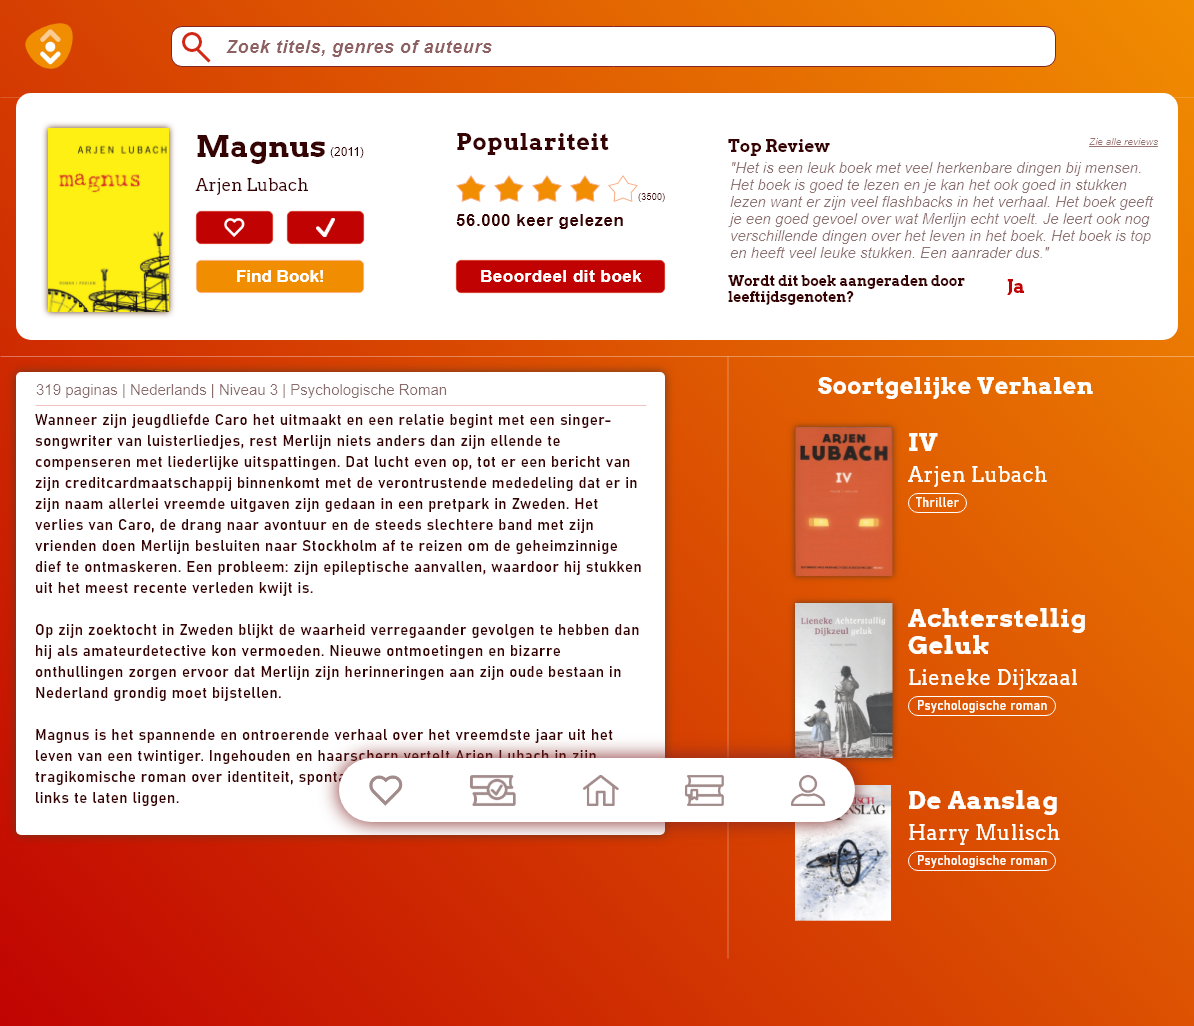 Zoek titels, genres of auteurs
ARJEN LUBACH
magnus
ROMAN | PODIUM
Magnus (2011)
Arjen Lubach
Find Book!
Populariteit
(3500)
56.000 keer gelezen
Beoordeel dit boek
Top Review
Zie alle reviews
"Het is een leuk boek met veel herkenbare dingen bij mensen.
Het boek is goed te lezen en je kan het ook goed in stukken
lezen want er zijn veel flashbacks in het verhaal. Het boek geeft
je een goed gevoel over wat Merlijn echt voelt. Je leert ook nog
verschillende dingen over het leven in het boek. Het boek is top
en heeft veel leuke stukken. Een aanrader dus."
Wordt dit boek aangeraden door
leeftijdsgenoten?
Ja
319 paginas | Nederlands | Niveau 3 | Psychologische Roman
Wanneer zijn jeugdliefde Caro het uitmaakt en een relatie begint met een singer-
songwriter van luisterliedjes, rest Merlijn niets anders dan zijn ellende te
compenseren met liederlijke uitspattingen. Dat lucht even op, tot er een bericht van
zijn creditcardmaatschappij binnenkomt met de verontrustende mededeling dat er in
zijn naam allerlei vreemde uitgaven zijn gedaan in een pretpark in Zweden. Het
verlies van Caro, de drang naar avontuur en de steeds slechtere band met zijn
vrienden doen Merlijn besluiten naar Stockholm af te reizen om de geheimzinnige
dief te ontmaskeren. Een probleem: zijn epileptische aanvallen, waardoor hij stukken
uit het meest recente verleden kwijt is.
Op zijn zoektocht in Zweden blijkt de waarheid verregaander gevolgen te hebben dan
hij als amateurdetective kon vermoeden. Nieuwe ontmoetingen en bizarre
onthullingen zorgen ervoor dat Merlijn zijn herinneringen aan zijn oude bestaan in
Nederland grondig moet bijstellen.
Magnus is het spannende en ontroerende verhaal over het vreemdste jaar uit het
leven van een twintiger. Ingehouden en haarscherp vertelt Arjen Lubach in zijn
tragikomische roman over identiteit, sponta
links te laten liggen.
Soortgelijke Verhalen
ARJEN
LUBACH
IV
IV
Arjen Lubach
Thriller
Lieneke Achterstallig
Dijkzeul geluk
Achterstellig
Geluk
Lieneke Dijkzaal
Psychologische roman
De Aanslag
Harry Mulisch
Psychologische roman